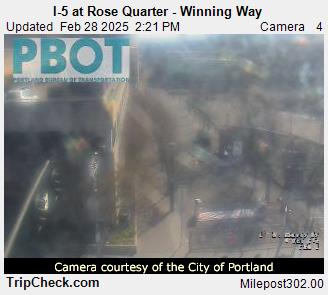 I-5 at Rose Quarter - Winning Way
Updated Feb 28 2025 2:21 PM Camera 4
PBOT
PORTLAND BUREAU OF TRANSPORTATION
Camera courtesy of the City of Portland
TripCheck.com Milepost302.00